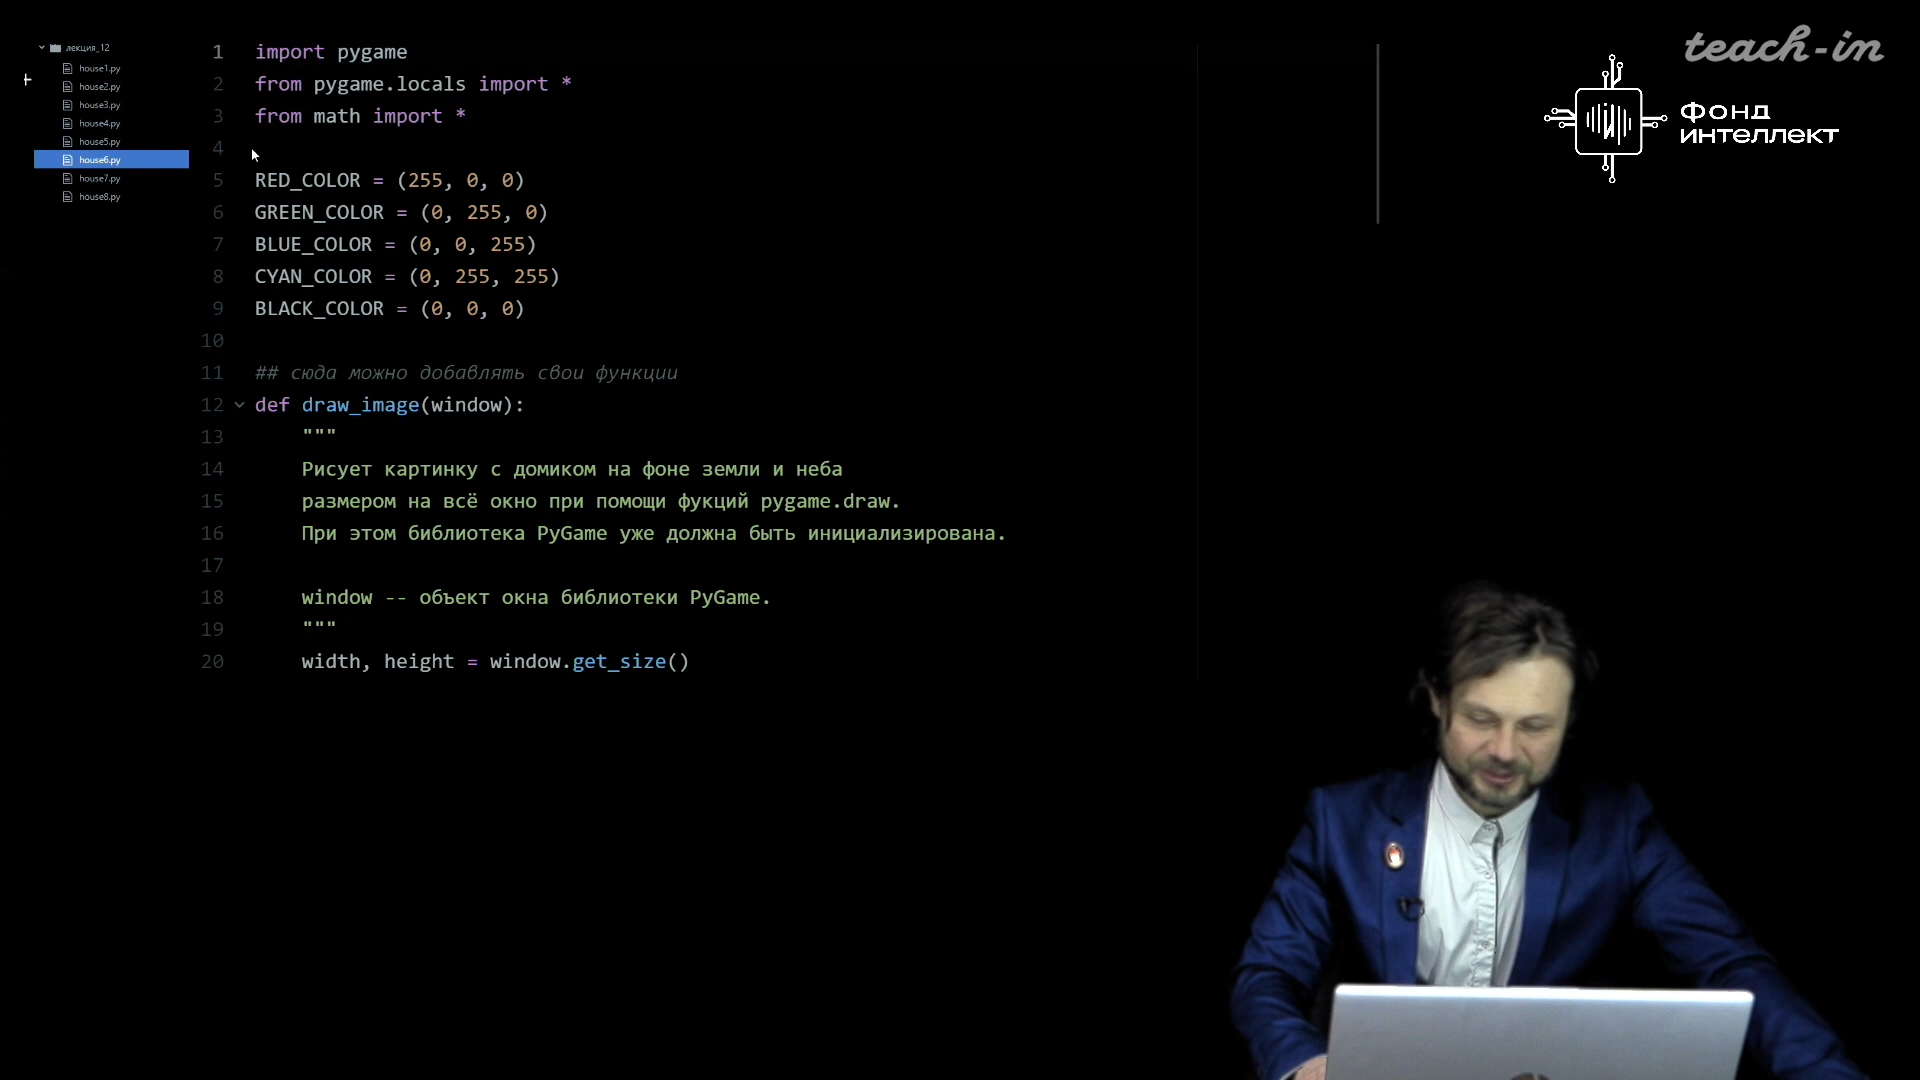 лекция_12
house1.py
house2.py
house3.py
house4.py
house5.py
house6.py
house7.py
house8.py
1 import pygame
2 from pygame.locals import *
3 from math import *
4
5 RED_COLOR = (255, 0, 0)
6 GREEN_COLOR = (0, 255, 0)
7 BLUE_COLOR = (0, 0, 255)
8 CYAN_COLOR = (0, 255, 255)
9 BLACK_COLOR = (0, 0, 0)
10
11 ## сюда можно добавлять свои функции
12 def draw_image(window):
13 """
14 Рисует картинку с домиком на фоне земли и неба
15 размером на всё окно при помощи фукций pygame.draw.
16 При этом библиотека PyGame уже должна быть инициализирована.
17
18 window -- объект окна библиотеки PyGame.
19 """
20 width, height = window.get_size()
teach-in
ФОНД
ИНТЕЛЛЕКТ